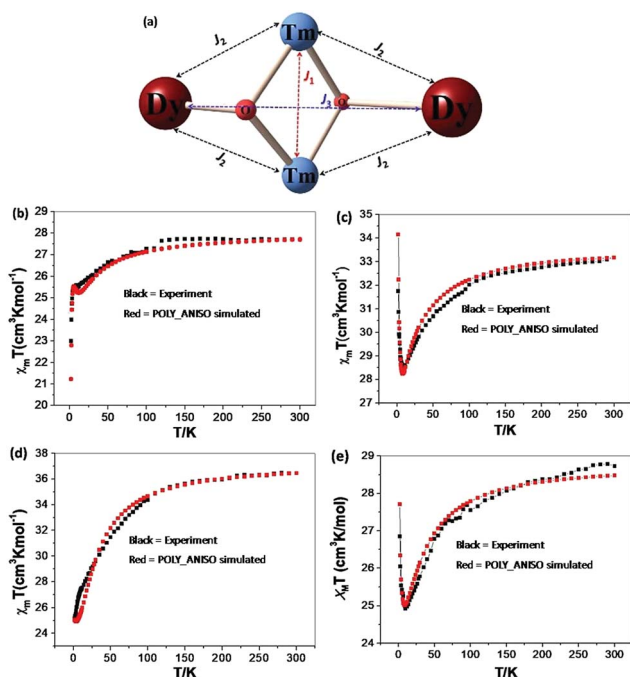 (a)
Tm
J2
J2
J1
Dy
O
J3
O
Dy
J2
J2
Tm
(b)
χmT(cm³Kmol⁻¹)
29
28
27
26
25
24
23
22
21
20
Black = Experiment
Red = POLY_ANISO simulated
0 50 100 150 200 250 300
T/K
(c)
χmT(cm³Kmol⁻¹)
35
34
33
32
31
30
29
28
27
Black = Experiment
Red = POLY_ANISO simulated
0 50 100 150 200 250 300
T/K
(d)
χmT(cm³Kmol⁻¹)
38
36
34
32
30
28
26
24
Black = Experiment
Red = POLY_ANISO simulated
0 50 100 150 200 250 300
T/K
(e)
χMT (cm³K/mol)
29
28
27
26
25
24
Black = Experiment
Red = POLY_ANISO simulated
0 50 100 150 200 250 300
T/K